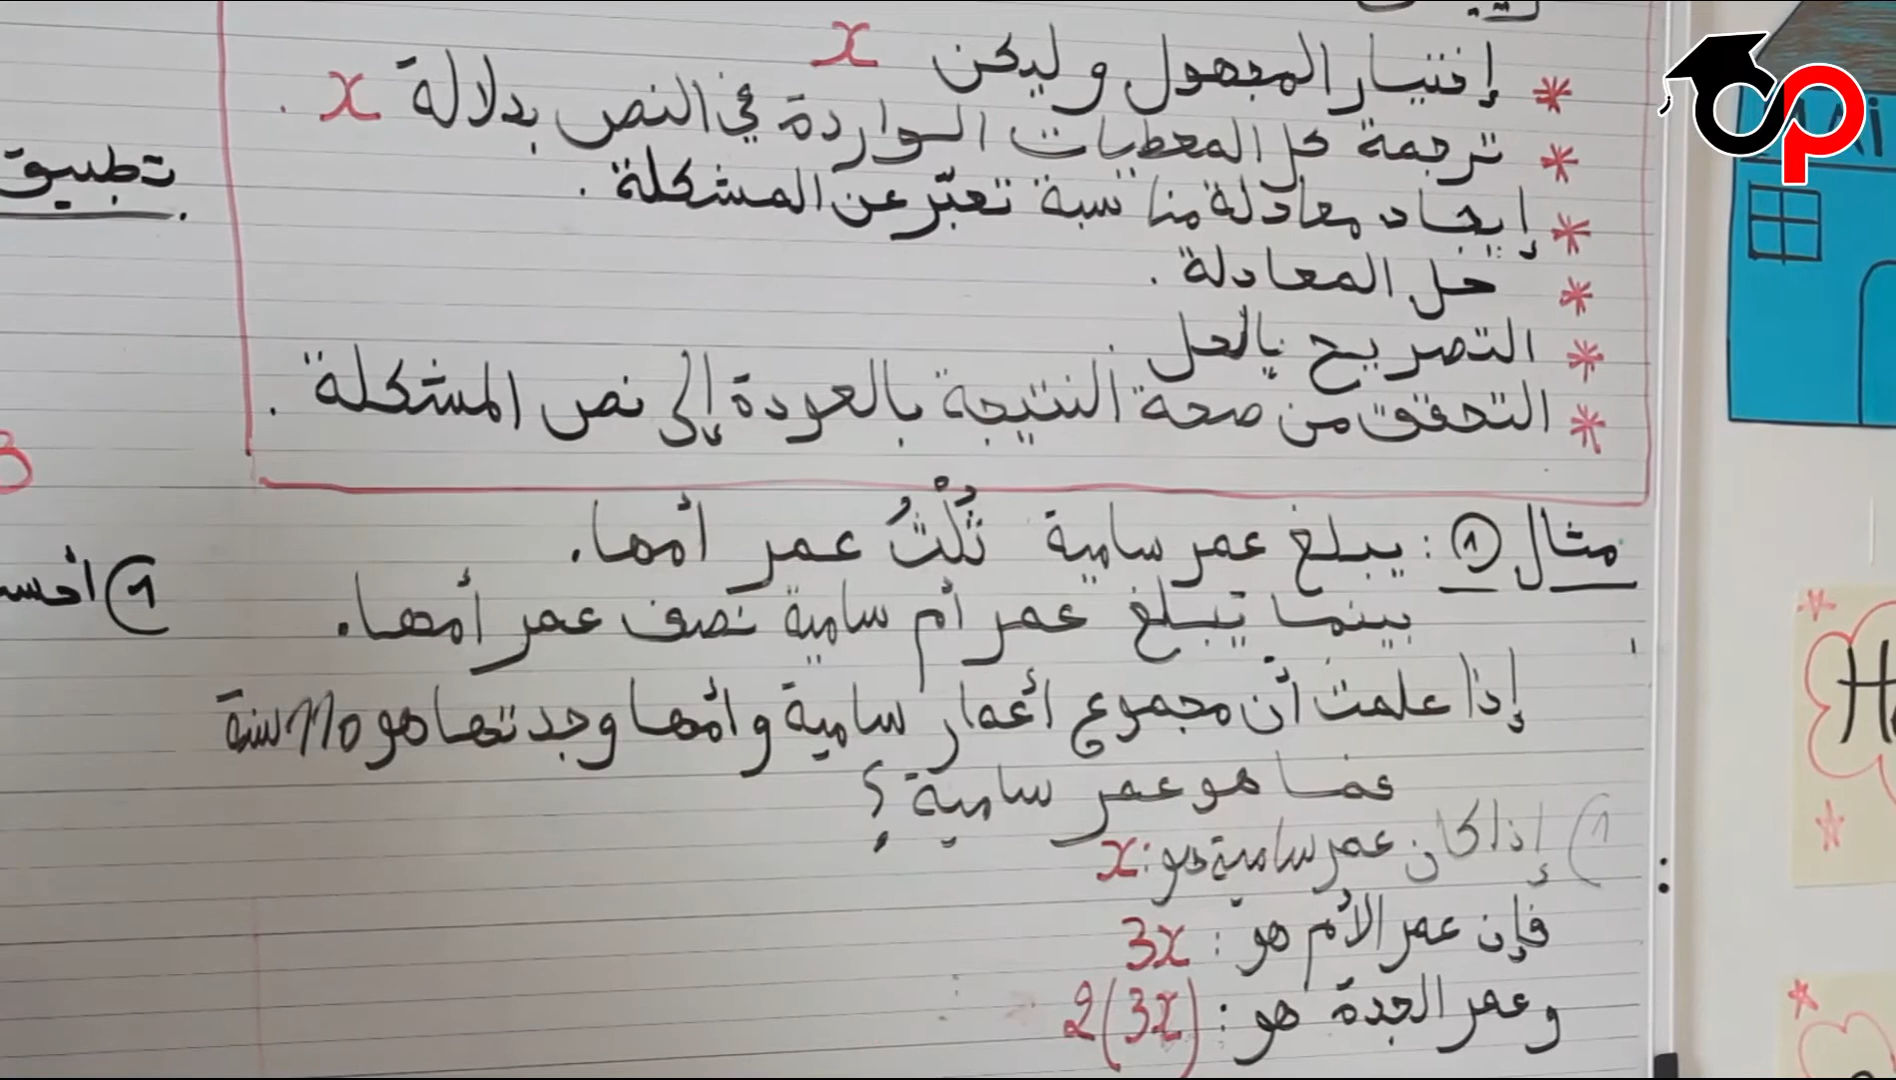 * إختيار المجهول وليكن x
* ترجمة كل المعطيات الواردة في النص بدلالة x .
* إيجاد معادلة مناسبة تعبّر عن المشكلة .
* حل المعادلة .
* التصريح بالحل .
* التحقق من صحة النتيجة بالعودة إلى نص المشكلة .
مثال ①: يبلغ عمر سامية ثُلْثُ عمر أمها.
بينما يبلغ عمر أم سامية نصف عمر أمها.
إذا علمت أن مجموع أعمار سامية وأمها وجدتها هو 110 سنة
فما هو عمر سامية ؟
1) إذا كان عمر سامية هو: x
فإن عمر الأم هو : 3x
وعمر الجدة هو : 2(3x)
تطبيق
op